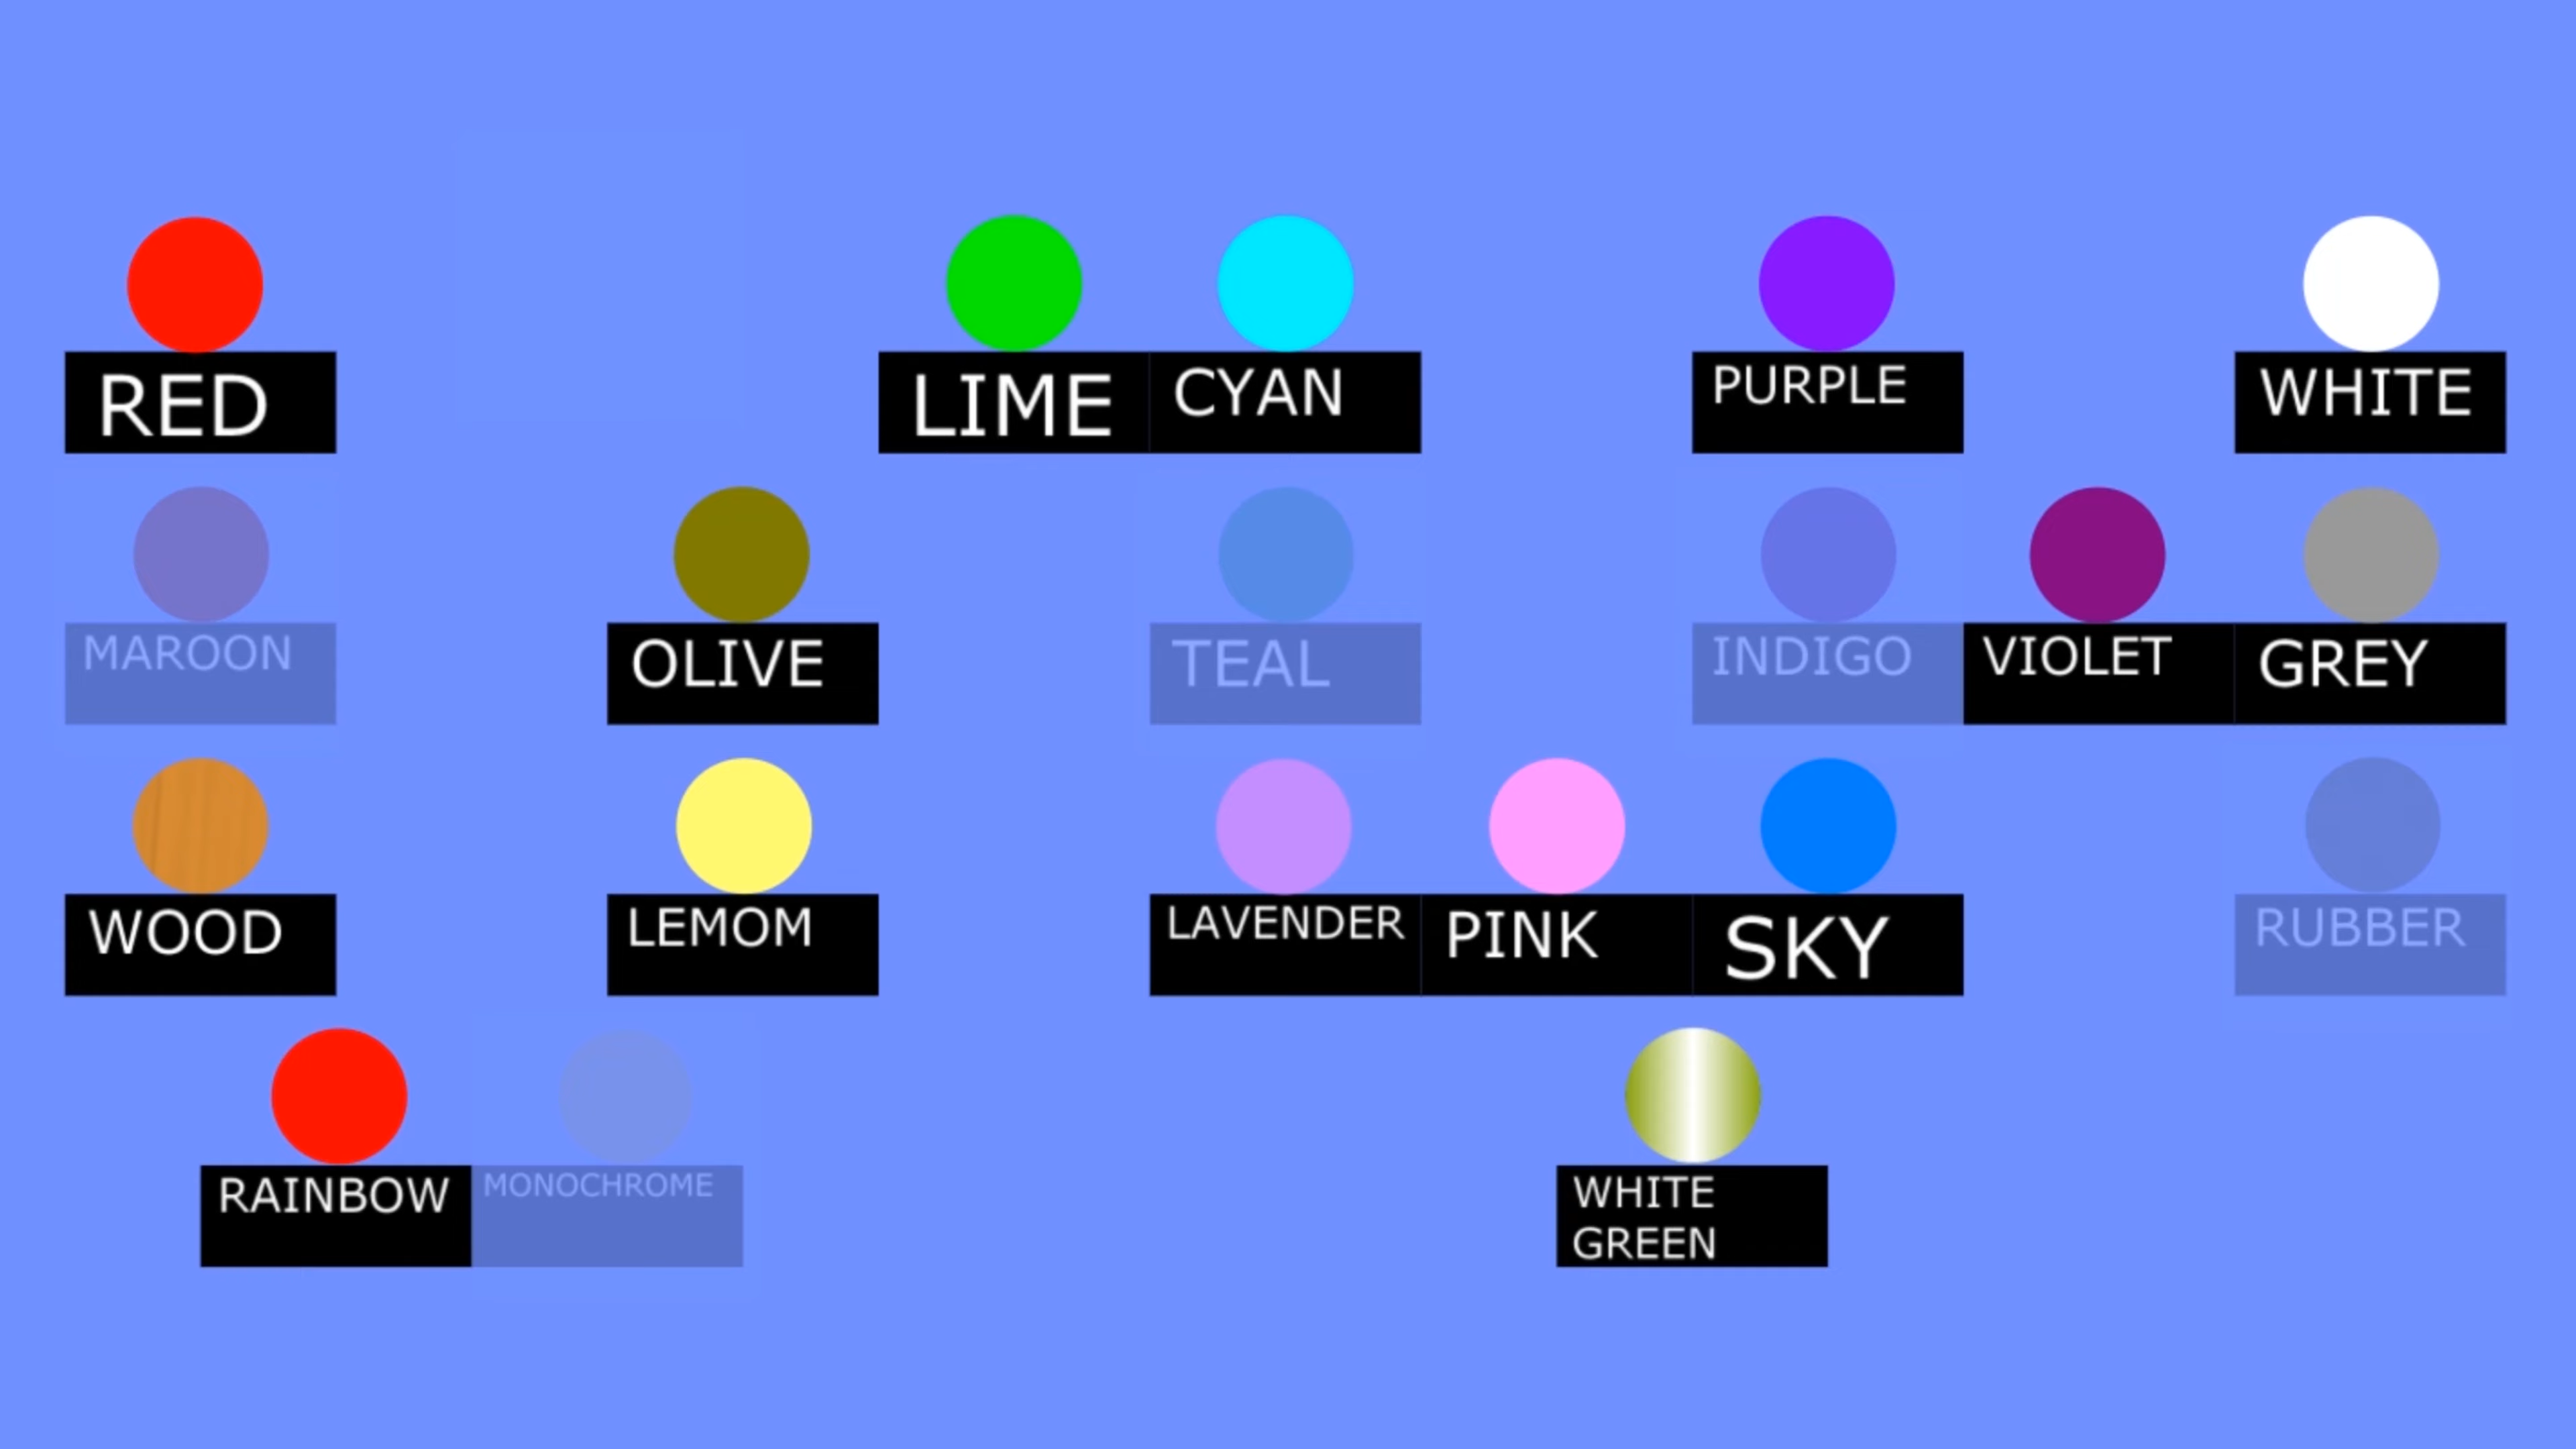 RED
LIME
CYAN
PURPLE
WHITE
MAROON
OLIVE
TEAL
INDIGO
VIOLET
GREY
WOOD
LEMOM
LAVENDER
PINK
SKY
RUBBER
RAINBOW
MONOCHROME
WHITE
GREEN